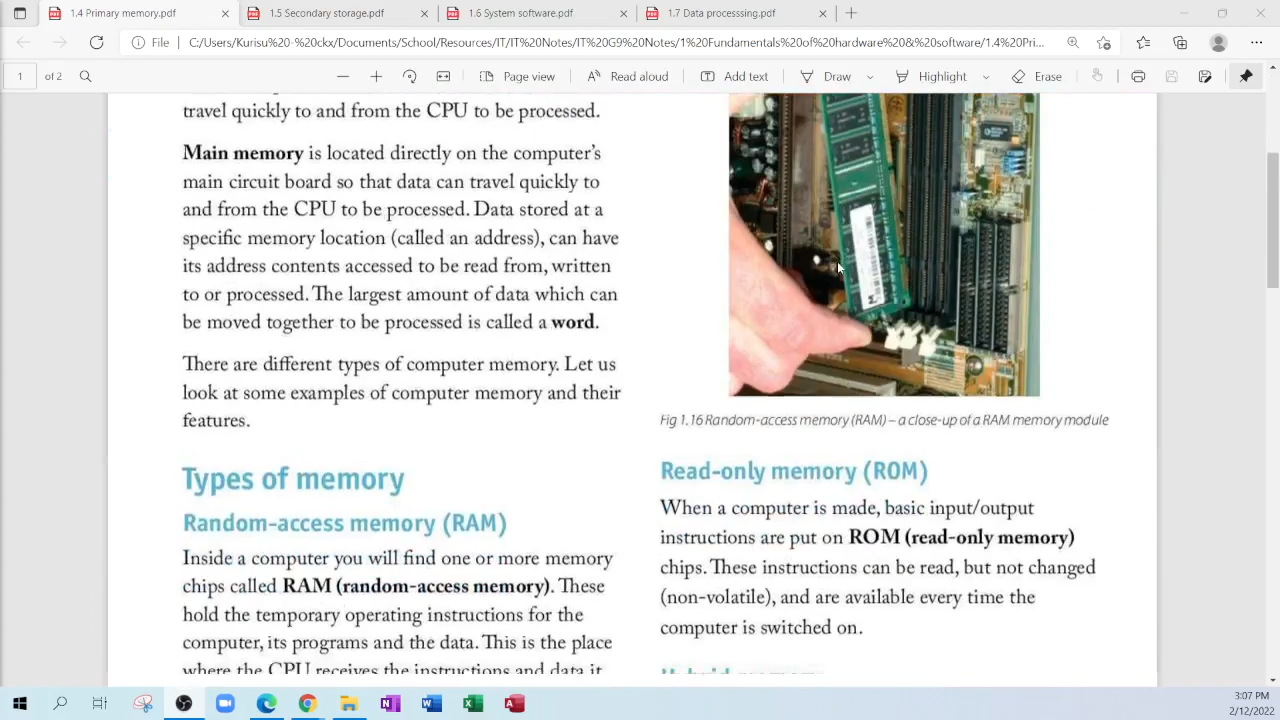 1.4 Primary memory.pdf
1.5 Secondary storage.pdf
1.6 System software.pdf
1.7 Data processsing.pdf
File
C:/Users/Kurisu%20-%20ckx/Documents/School/Resources/IT/IT%20Notes/IT%20G9%20Notes/1%20Fundamentals%20of%20hardware%20&%20software/1.4%20Pri...
1
of 2
Page view
Read aloud
Add text
Draw
Highlight
Erase
travel quickly to and from the CPU to be processed.
Main memory is located directly on the computer's
main circuit board so that data can travel quickly to
and from the CPU to be processed. Data stored at a
specific memory location (called an address), can have
its address contents accessed to be read from, written
to or processed. The largest amount of data which can
be moved together to be processed is called a word.
There are different types of computer memory. Let us
look at some examples of computer memory and their
features.
Types of memory
Random-access memory (RAM)
Inside a computer you will find one or more memory
chips called RAM (random-access memory). These
hold the temporary operating instructions for the
computer, its programs and the data. This is the place
where the CPU receives the instructions and data it
Fig 1.16 Random-access memory (RAM) – a close-up of a RAM memory module
Read-only memory (ROM)
When a computer is made, basic input/output
instructions are put on ROM (read-only memory)
chips. These instructions can be read, but not changed
(non-volatile), and are available every time the
computer is switched on.
3:07 PM
2/12/2022